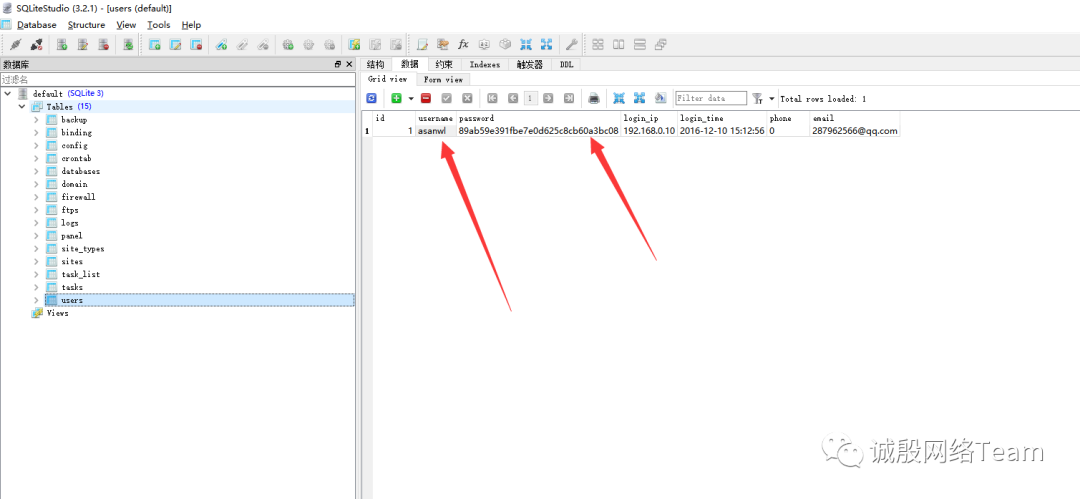 SQLiteStudio (3.2.1) - [users (default)]
Database Structure View Tools Help
数据库
过滤名
default (SQLite 3)
Tables (15)
backup
binding
config
crontab
databases
domain
firewall
ftps
logs
panel
site_types
sites
task_list
tasks
users
Views
结构 数据 约束 Indexes 触发器 DDL
Grid view Form view
1 Filter data Total rows loaded: 1
id username password login_ip login_time phone email
1 1 asanwl 89ab59e391fbe7e0d625c8cb60a3bc08 192.168.0.10 2016-12-10 15:12:56 0 287962566@qq.com
诚殷网络Team